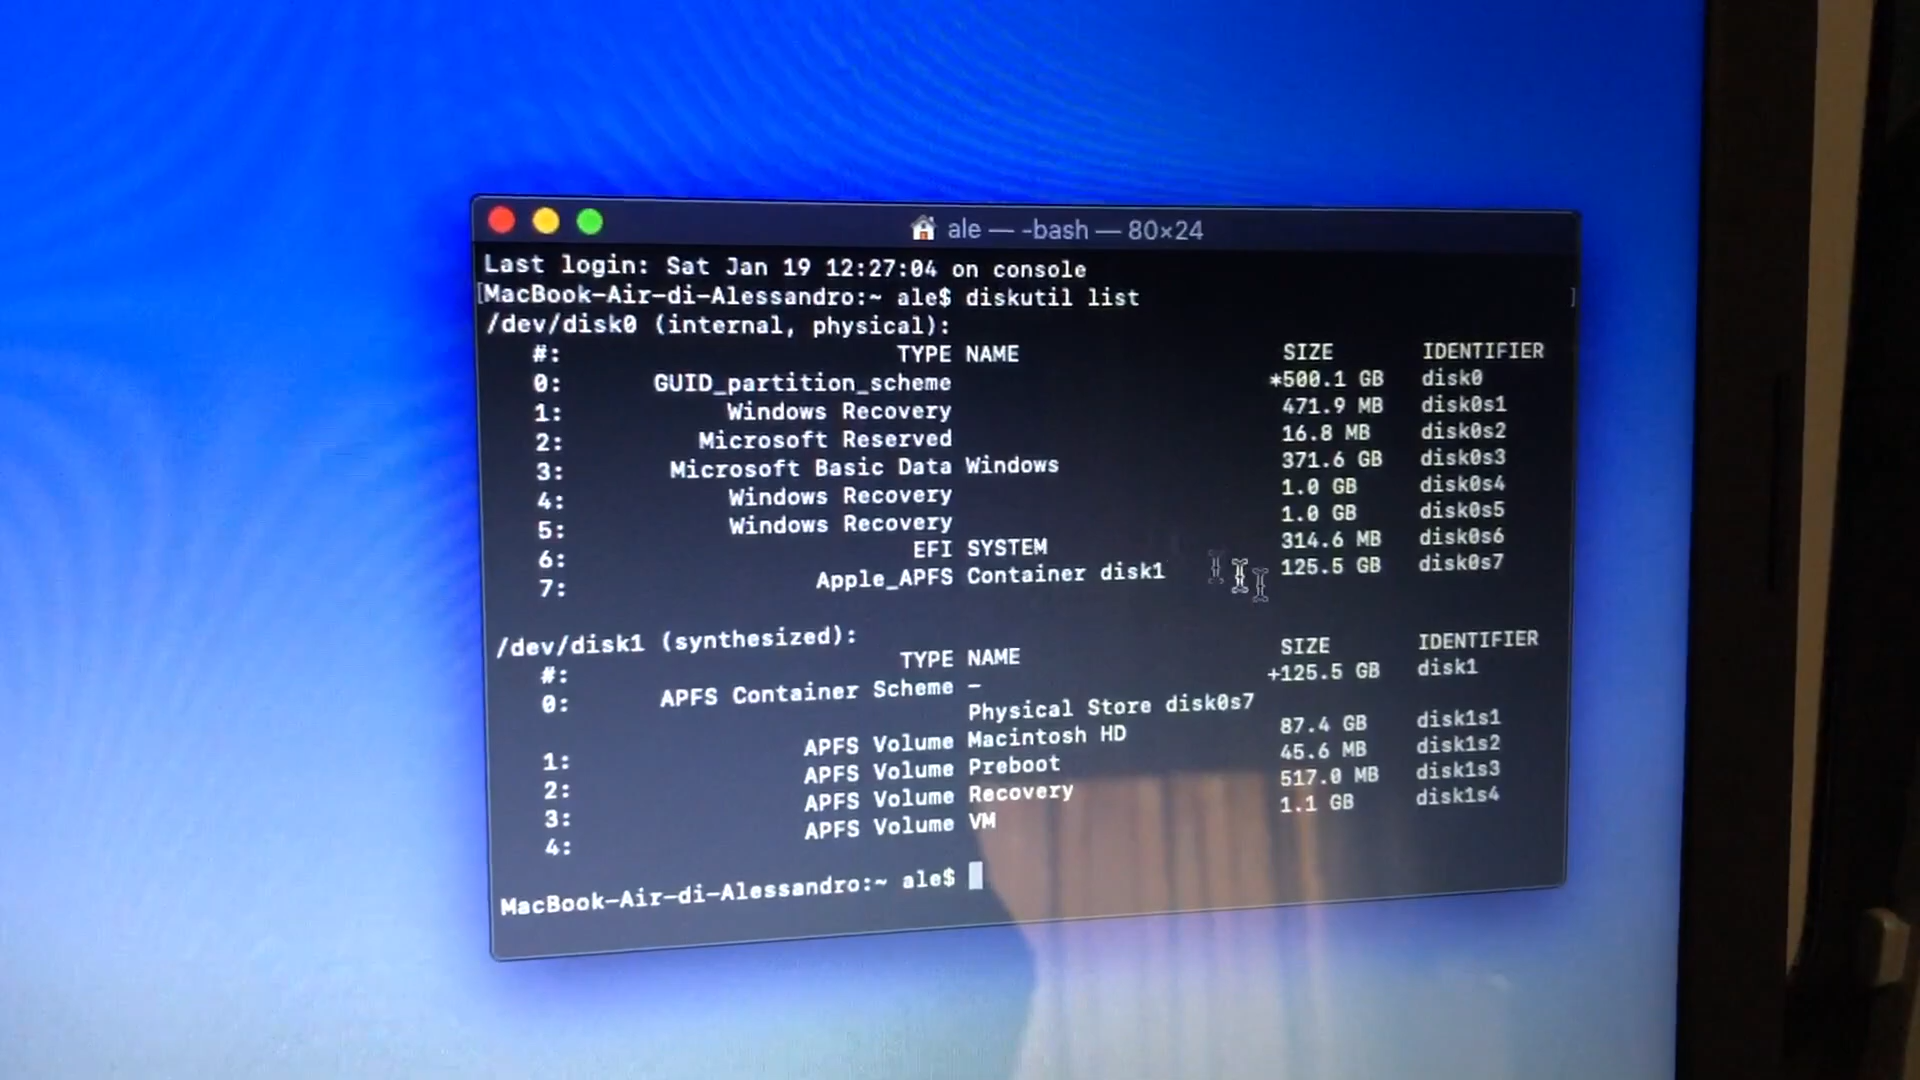 ale — -bash — 80×24
Last login: Sat Jan 19 12:27:04 on console
[MacBook-Air-di-Alessandro:~ ale$ diskutil list ]
/dev/disk0 (internal, physical):
#: TYPE NAME SIZE IDENTIFIER
0: GUID_partition_scheme *500.1 GB disk0
1: Windows Recovery 471.9 MB disk0s1
2: Microsoft Reserved 16.8 MB disk0s2
3: Microsoft Basic Data Windows 371.6 GB disk0s3
4: Windows Recovery 1.0 GB disk0s4
5: Windows Recovery 1.0 GB disk0s5
6: EFI SYSTEM 314.6 MB disk0s6
7: Apple_APFS Container disk1 125.5 GB disk0s7
/dev/disk1 (synthesized):
#: TYPE NAME SIZE IDENTIFIER
0: APFS Container Scheme - +125.5 GB disk1
Physical Store disk0s7
1: APFS Volume Macintosh HD 87.4 GB disk1s1
2: APFS Volume Preboot 45.6 MB disk1s2
3: APFS Volume Recovery 517.0 MB disk1s3
4: APFS Volume VM 1.1 GB disk1s4
MacBook-Air-di-Alessandro:~ ale$